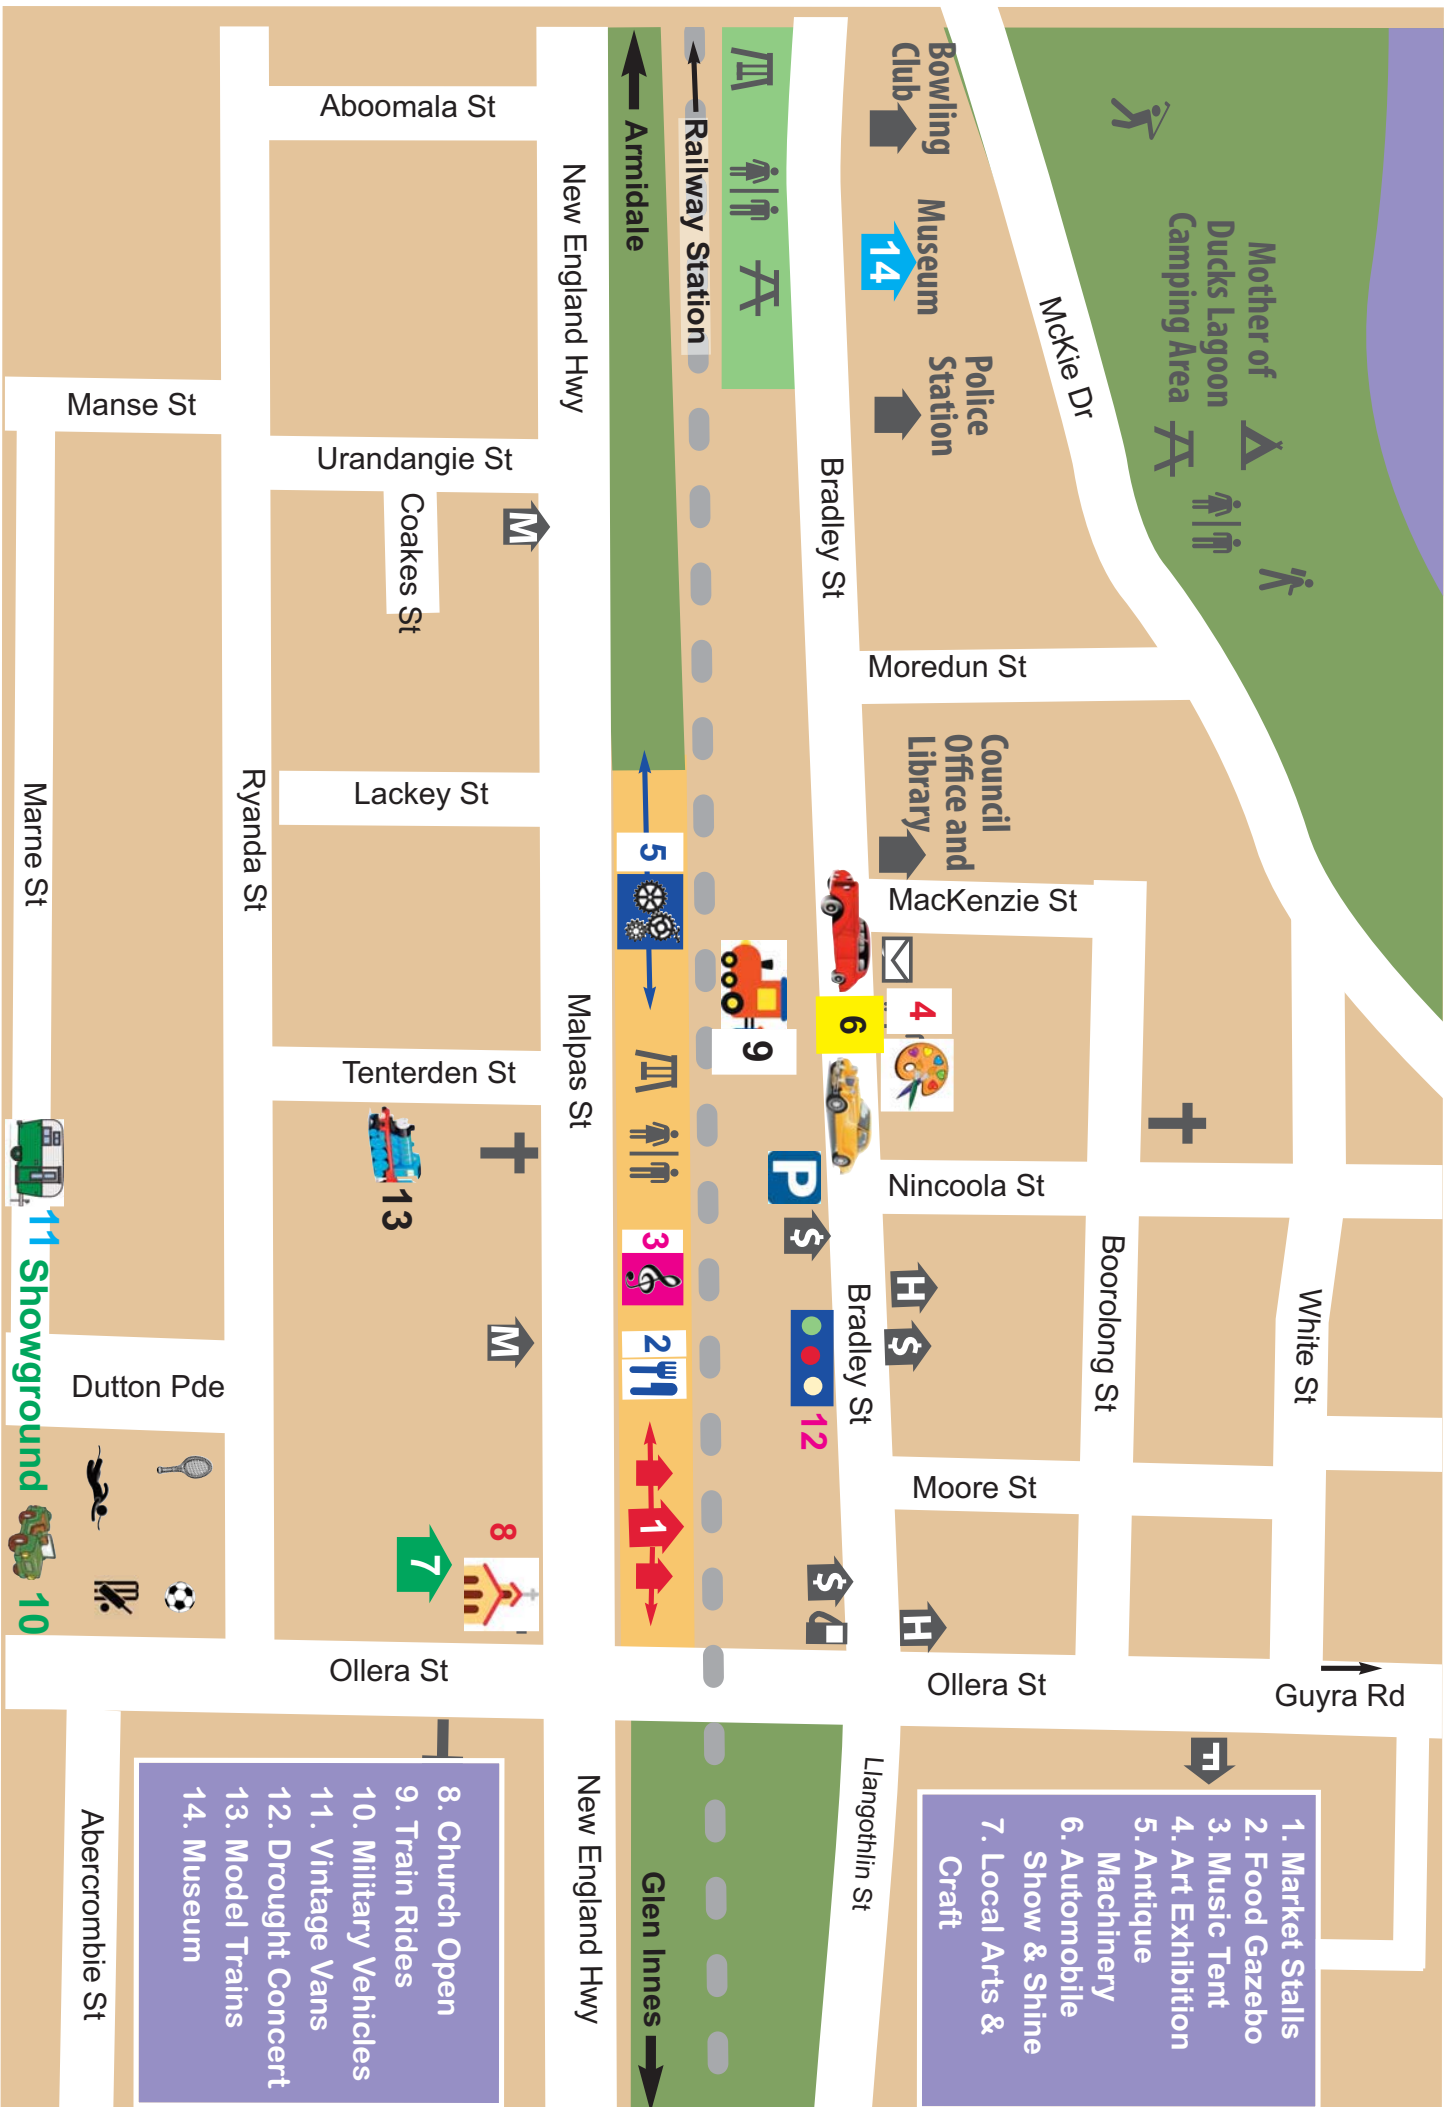 Bowling
Club
Museum
14
Police
Station
Mother of
Ducks Lagoon
Camping Area
McKie Dr
Aboomala St
New England Hwy
Armidale
Railway Station
Manse St
Urandangie St
Coakes St
M
Bradley St
Moredun St
Council
Office and
Library
MacKenzie St
Lackey St
Marne St
Ryanda St
5
4
6
9
Malpas St
Tenterden St
13
P
$
Nincoola St
H
$
Boorolong St
White St
Bradley St
12
3
2
1
M
11 Showground 10
Dutton Pde
7
8
Moore St
$
H
Ollera St
Ollera St
Guyra Rd
F
Llangothlin St
New England Hwy
Glen Innes
Abercrombie St
1. Market Stalls
2. Food Gazebo
3. Music Tent
4. Art Exhibition
5. Antique
Machinery
6. Automobile
Show & Shine
7. Local Arts &
Craft
8. Church Open
9. Train Rides
10. Military Vehicles
11. Vintage Vans
12. Drought Concert
13. Model Trains
14. Museum